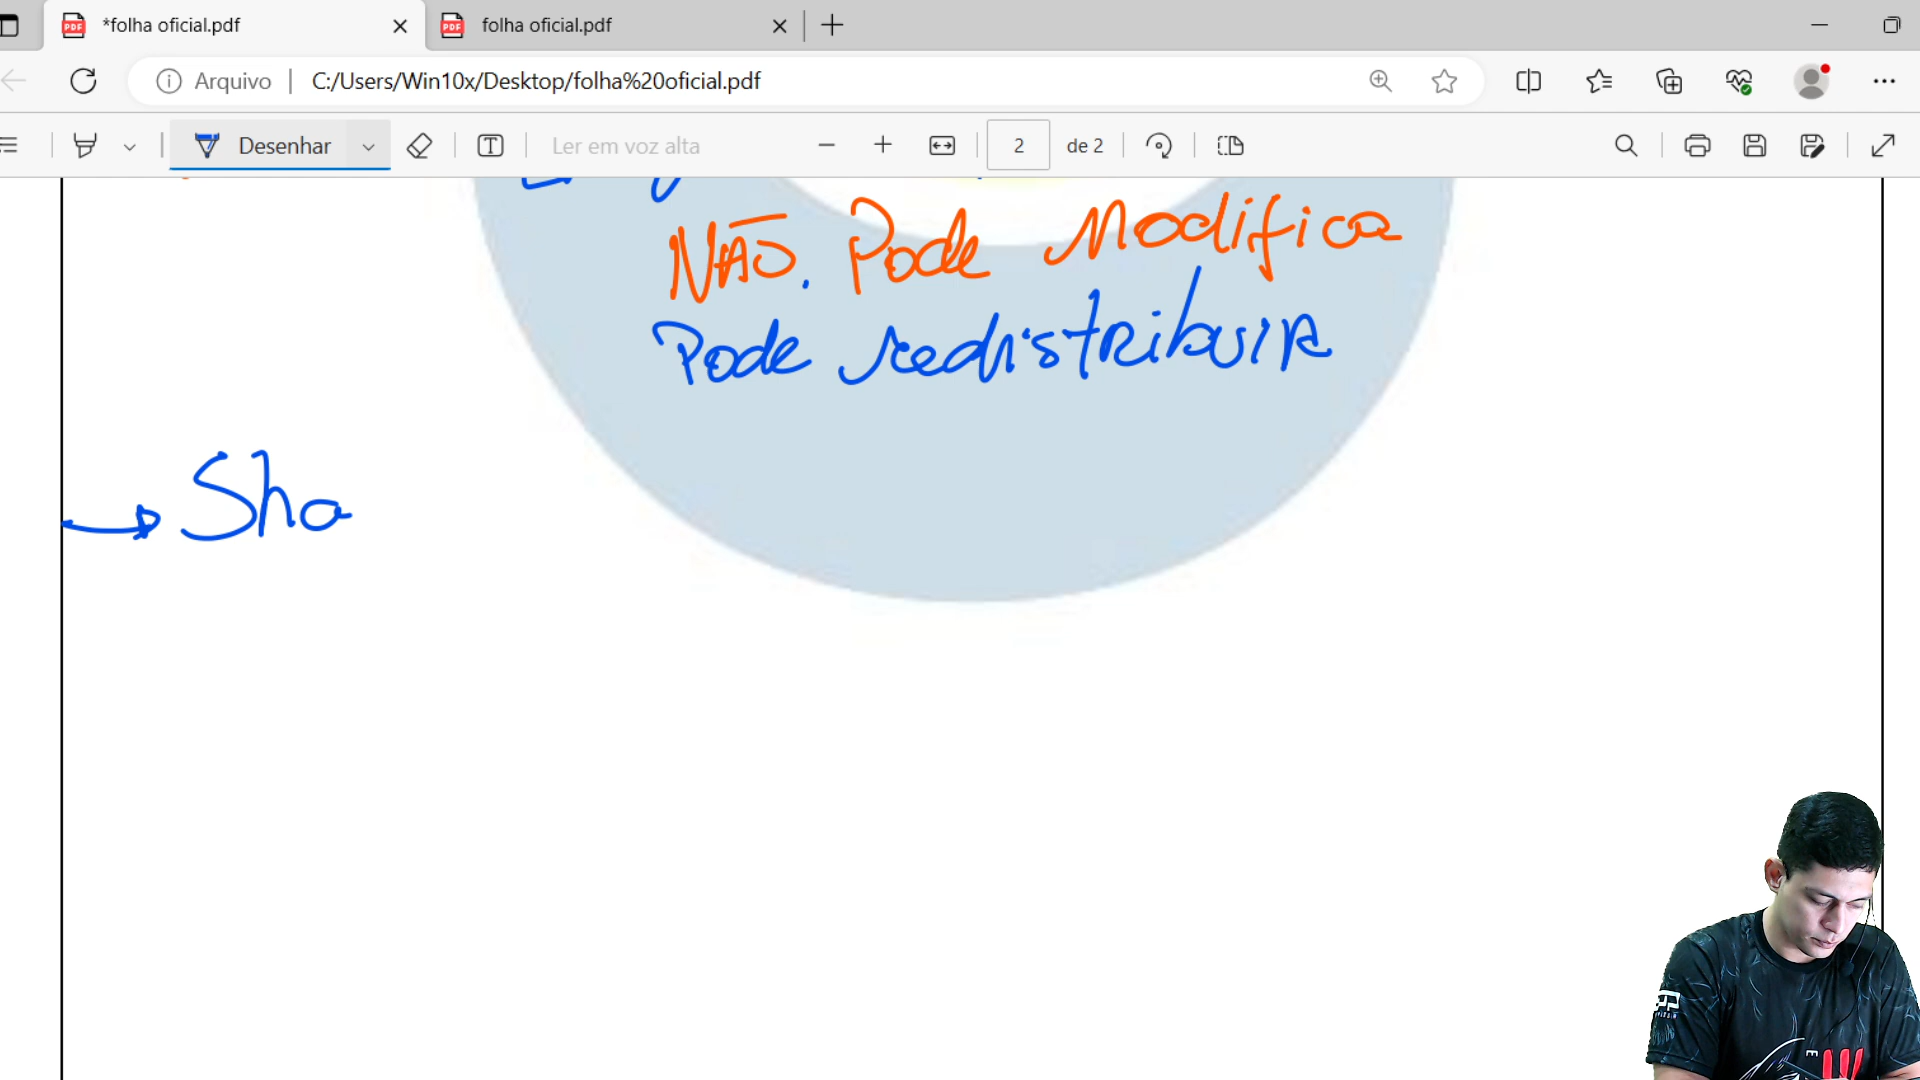 *folha oficial.pdf
folha oficial.pdf
Arquivo | C:/Users/Win10x/Desktop/folha%20oficial.pdf
Desenhar
Ler em voz alta
2 de 2
NÃO. Pode Modifica
Pode redistribuir
Sha